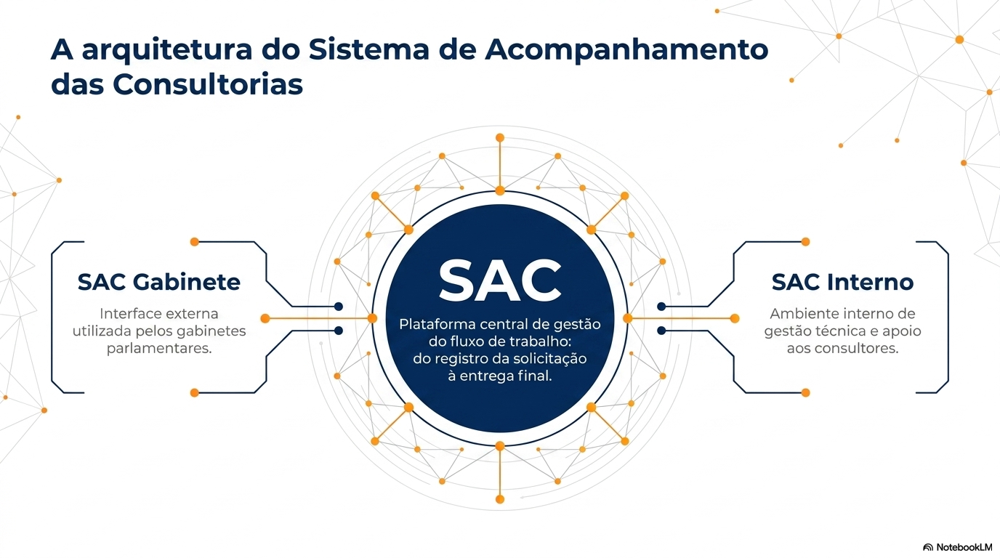 A arquitetura do Sistema de Acompanhamento
das Consultorias
SAC Gabinete
Interface externa
utilizada pelos gabinetes
parlamentares.
SAC
Plataforma central de gestão
do fluxo de trabalho:
do registro da solicitação
à entrega final.
SAC Interno
Ambiente interno de
gestão técnica e apoio
aos consultores.
NotebookLM